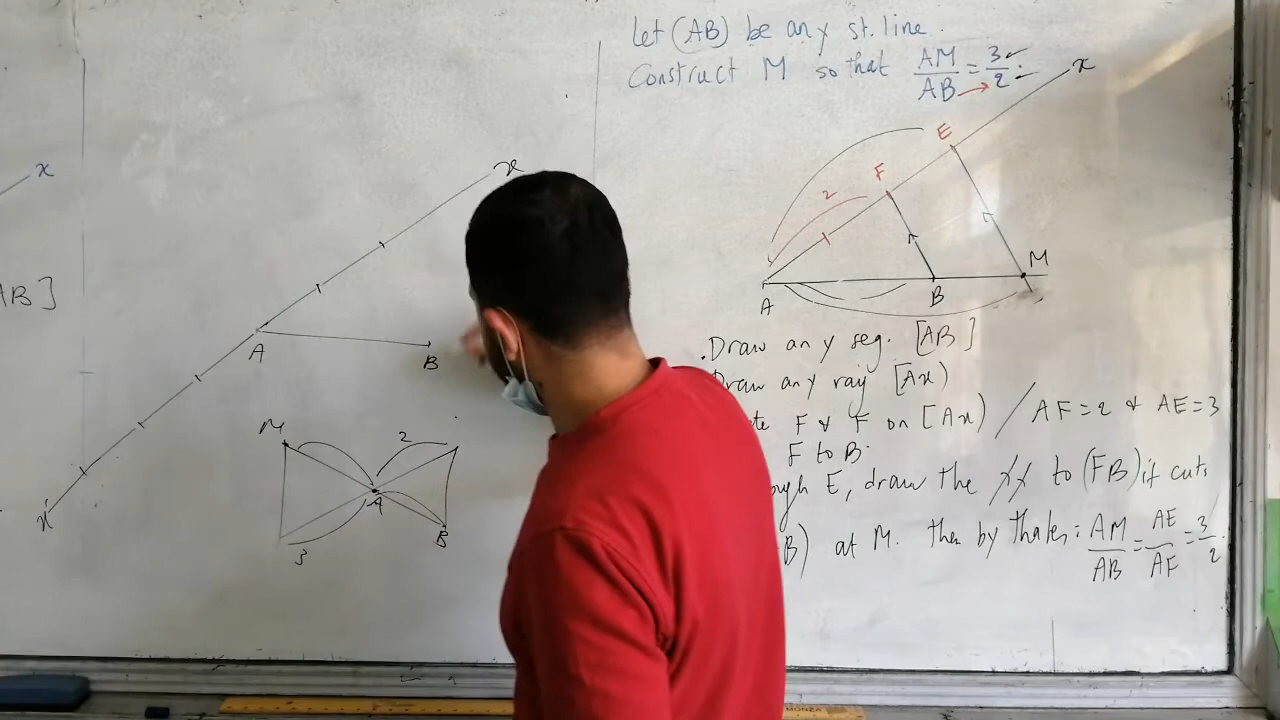 Let (AB) be any st. line.
Construct M so that AM/AB = 3/2
x
E
F
2
A
B
M
. Draw any seg. [AB]
Draw any ray [Ax)
F & F on [Ax) / AF = 2 & AE = 3
F to B.
E, draw the // to (FB) it cuts
B) at M. then by thales: AM/AB = AE/AF = 3/2.
x
AB]
x
A
B
x'
M
2
A
B
3
MONZA